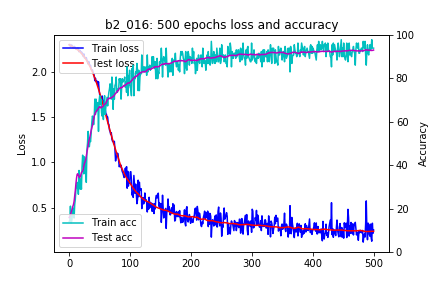 b2_016: 500 epochs loss and accuracy
Train loss
Test loss
Train acc
Test acc
Loss
2.0
1.5
1.0
0.5
Accuracy
100
80
60
40
20
0
0
100
200
300
400
500